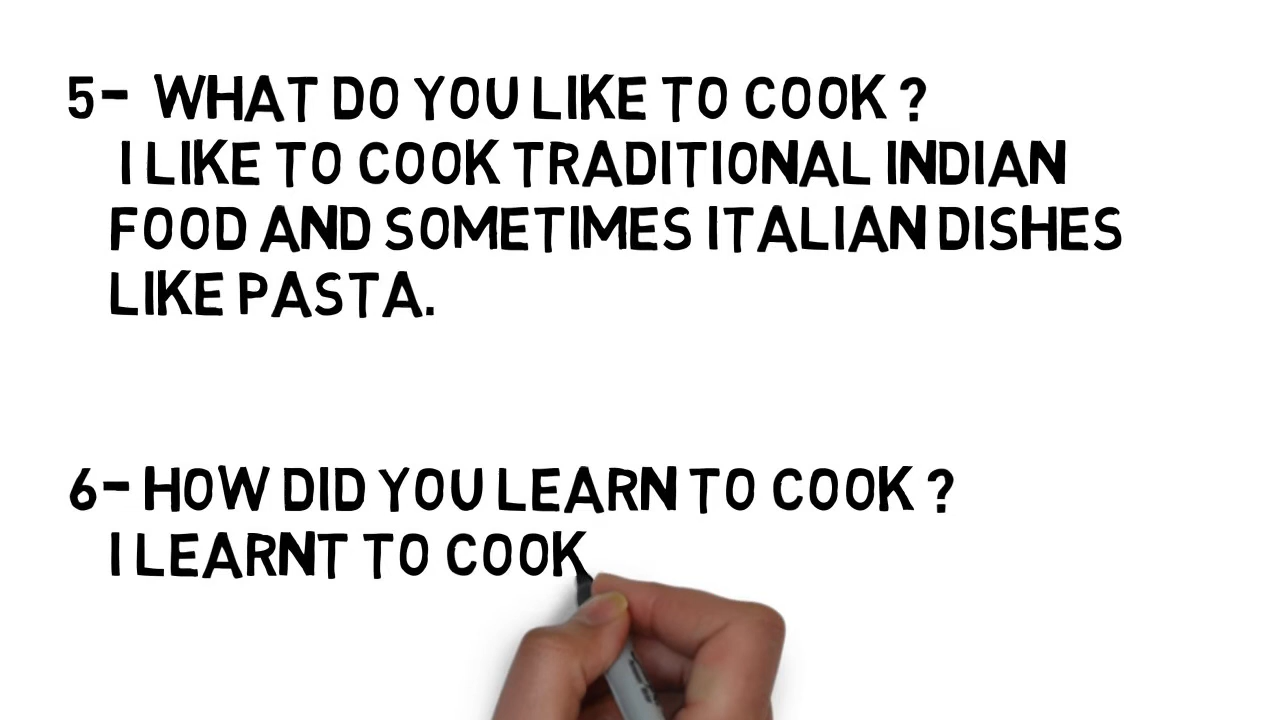 5- WHAT DO YOU LIKE TO COOK ?
I LIKE TO COOK TRADITIONAL INDIAN
FOOD AND SOMETIMES ITALIAN DISHES
LIKE PASTA.
6- HOW DID YOU LEARN TO COOK ?
I LEARNT TO COOK